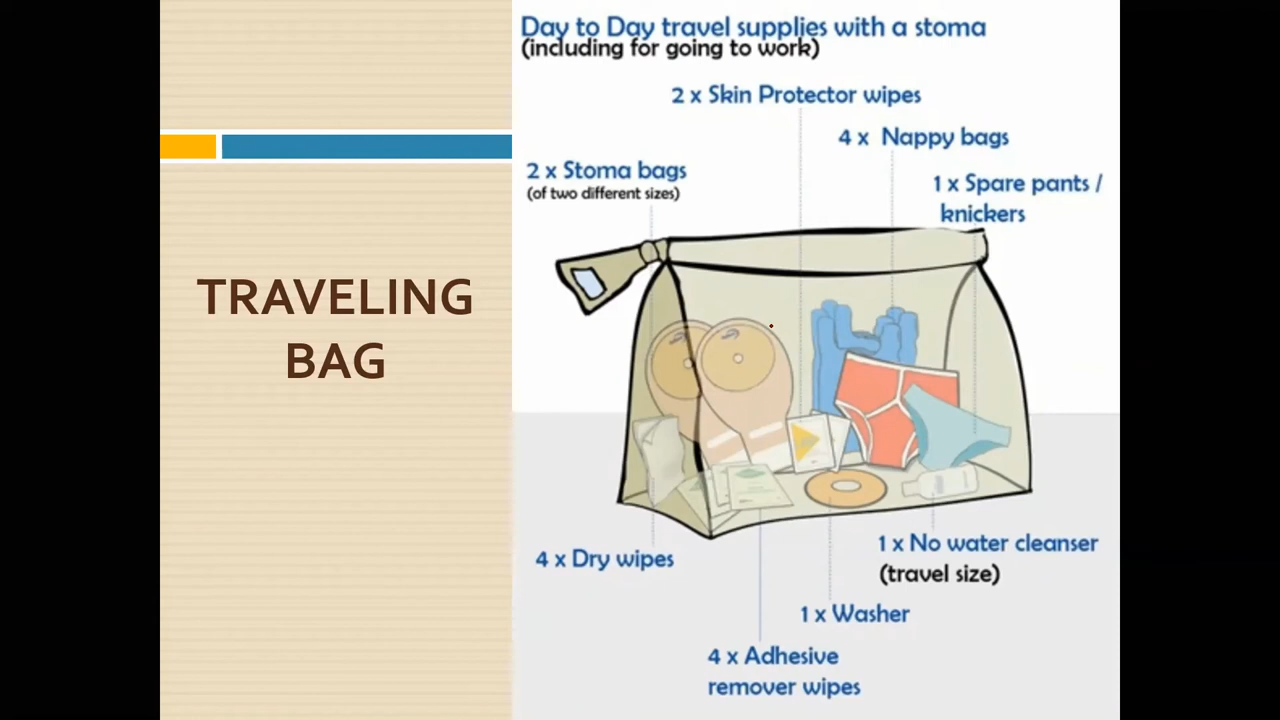 TRAVELING
BAG
Day to Day travel supplies with a stoma
(including for going to work)
2 x Skin Protector wipes
4 x Nappy bags
2 x Stoma bags
(of two different sizes)
1 x Spare pants /
knickers
4 x Dry wipes
1 x No water cleanser
(travel size)
1 x Washer
4 x Adhesive
remover wipes